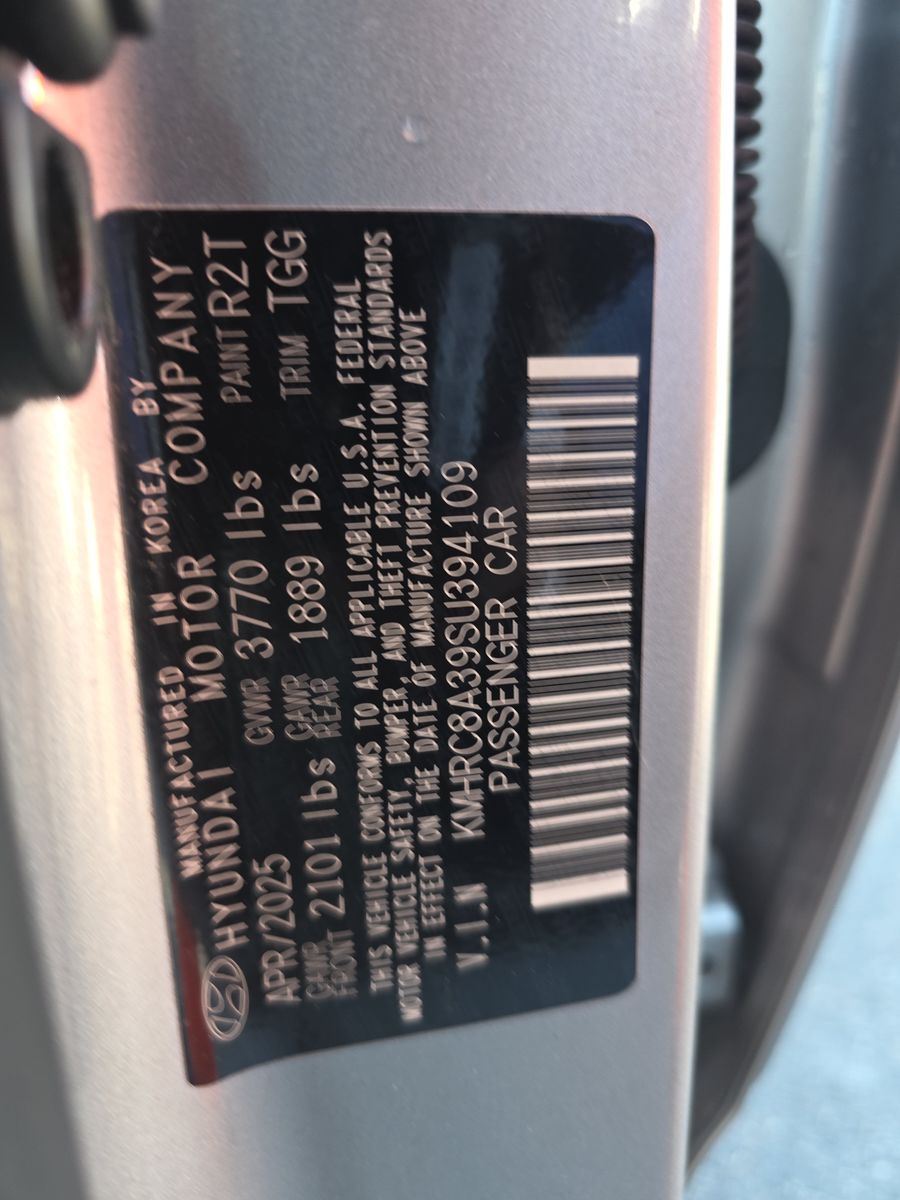 MANUFACTURED IN KOREA BY
HYUNDAI MOTOR COMPANY
APR/2025 GVWR 3770 lbs PAINT R2T
GAWR FRONT 2101 lbs GAWR REAR 1889 lbs TRIM TGG
THIS VEHICLE CONFORMS TO ALL APPLICABLE U.S.A. FEDERAL
MOTOR VEHICLE SAFETY, BUMPER, AND THEFT PREVENTION STANDARDS
IN EFFECT ON THE DATE OF MANUFACTURE SHOWN ABOVE
V.I.N KMHRC8A39SU394109
PASSENGER CAR